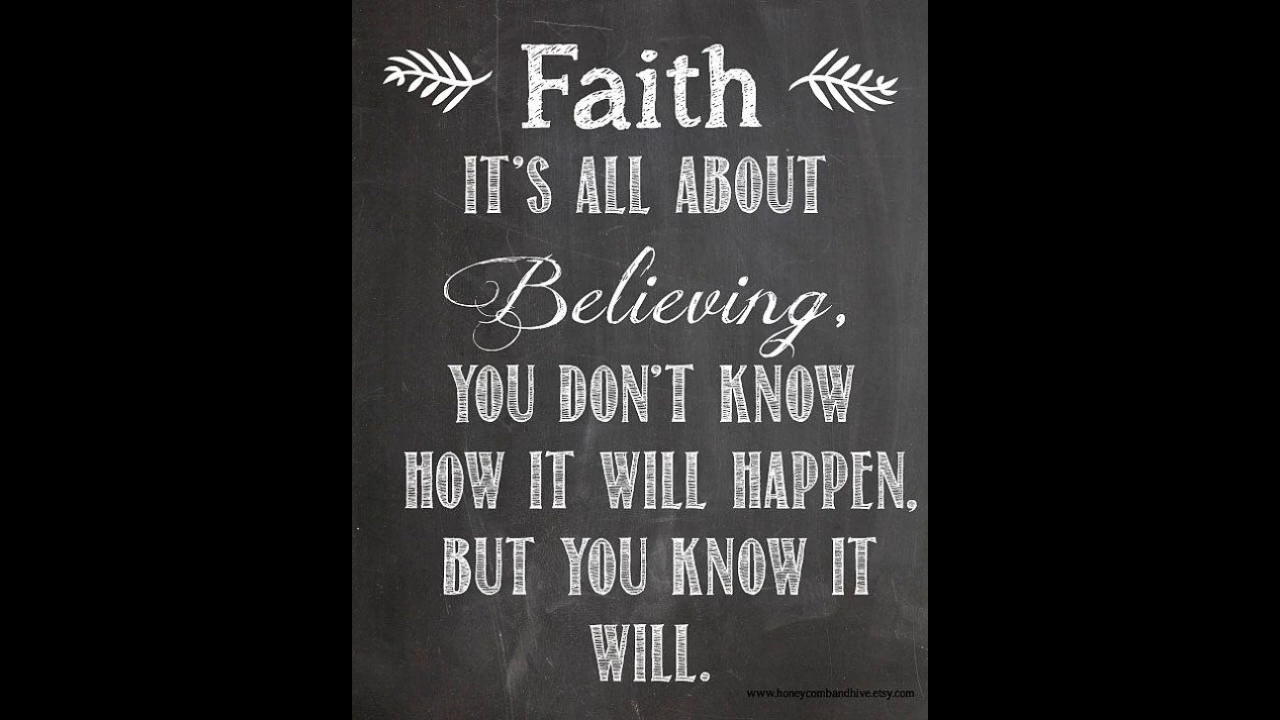 Faith
IT'S ALL ABOUT
Believing,
YOU DON'T KNOW
HOW IT WILL HAPPEN,
BUT YOU KNOW IT
WILL.
www.honeycombandhive.etsy.com